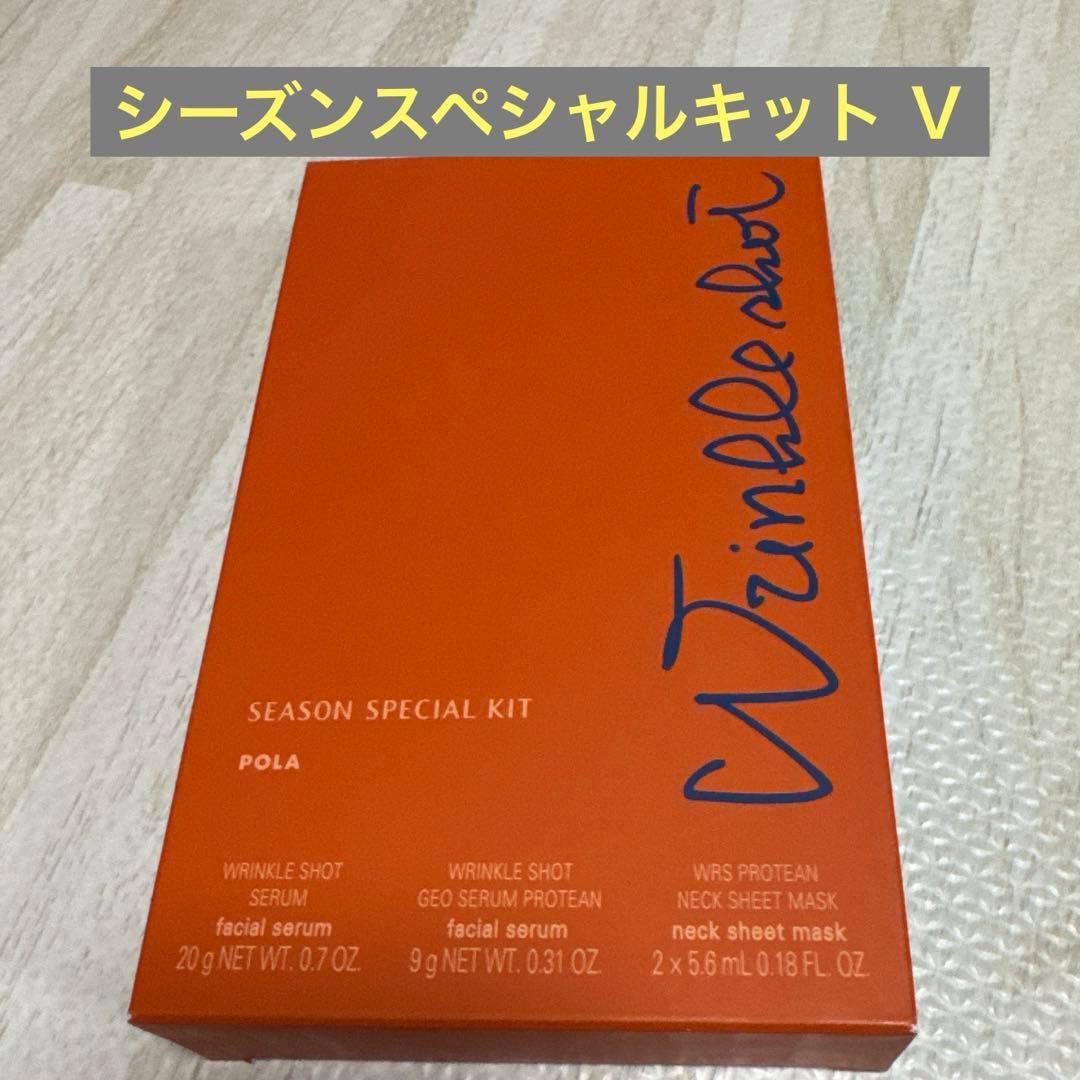 シーズンスペシャルキット V
Wrinkle shot
SEASON SPECIAL KIT
POLA
WRINKLE SHOT
SERUM
facial serum
20 g NET WT. 0.7 OZ.
WRINKLE SHOT
GEO SERUM PROTEAN
facial serum
9 g NET WT. 0.31 OZ.
WRS PROTEAN
NECK SHEET MASK
neck sheet mask
2 x 5.6 mL 0.18 FL. OZ.